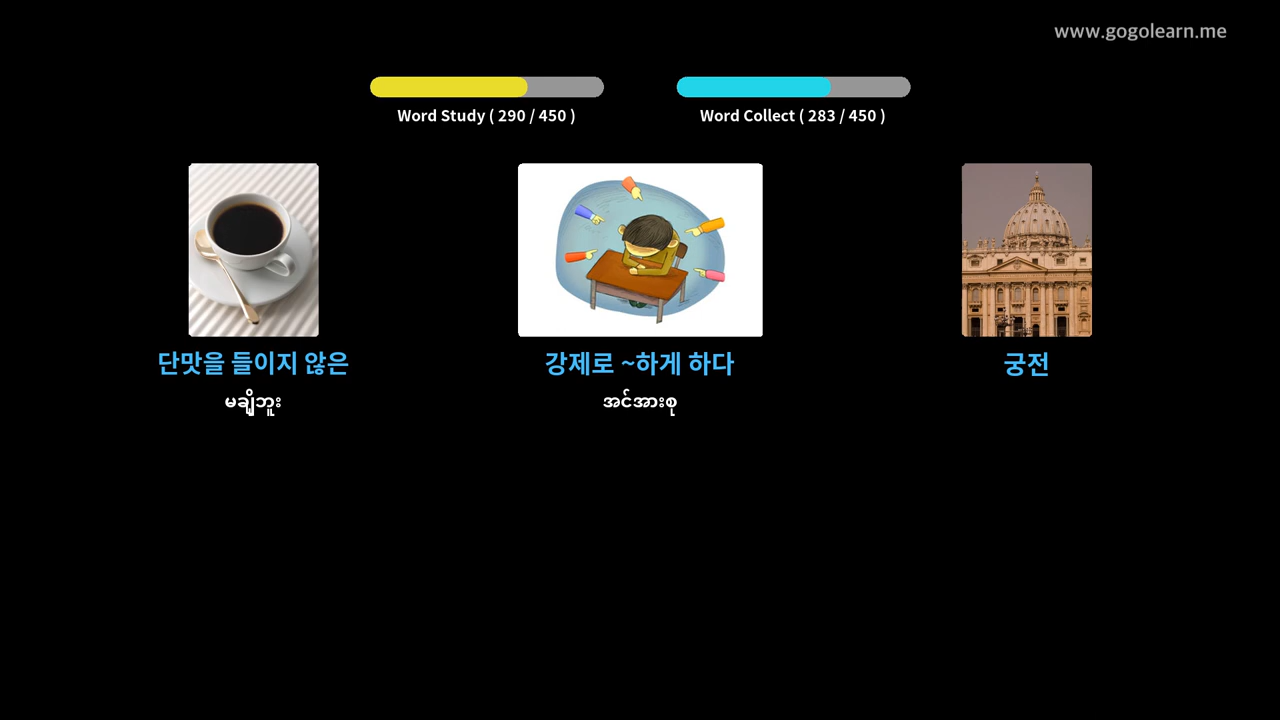 www.gogolearn.me
Word Study ( 290 / 450 )
Word Collect ( 283 / 450 )
단맛을 들이지 않은
강제로 ~하게 하다
궁전
မချိုဘူး
အင်အားစု